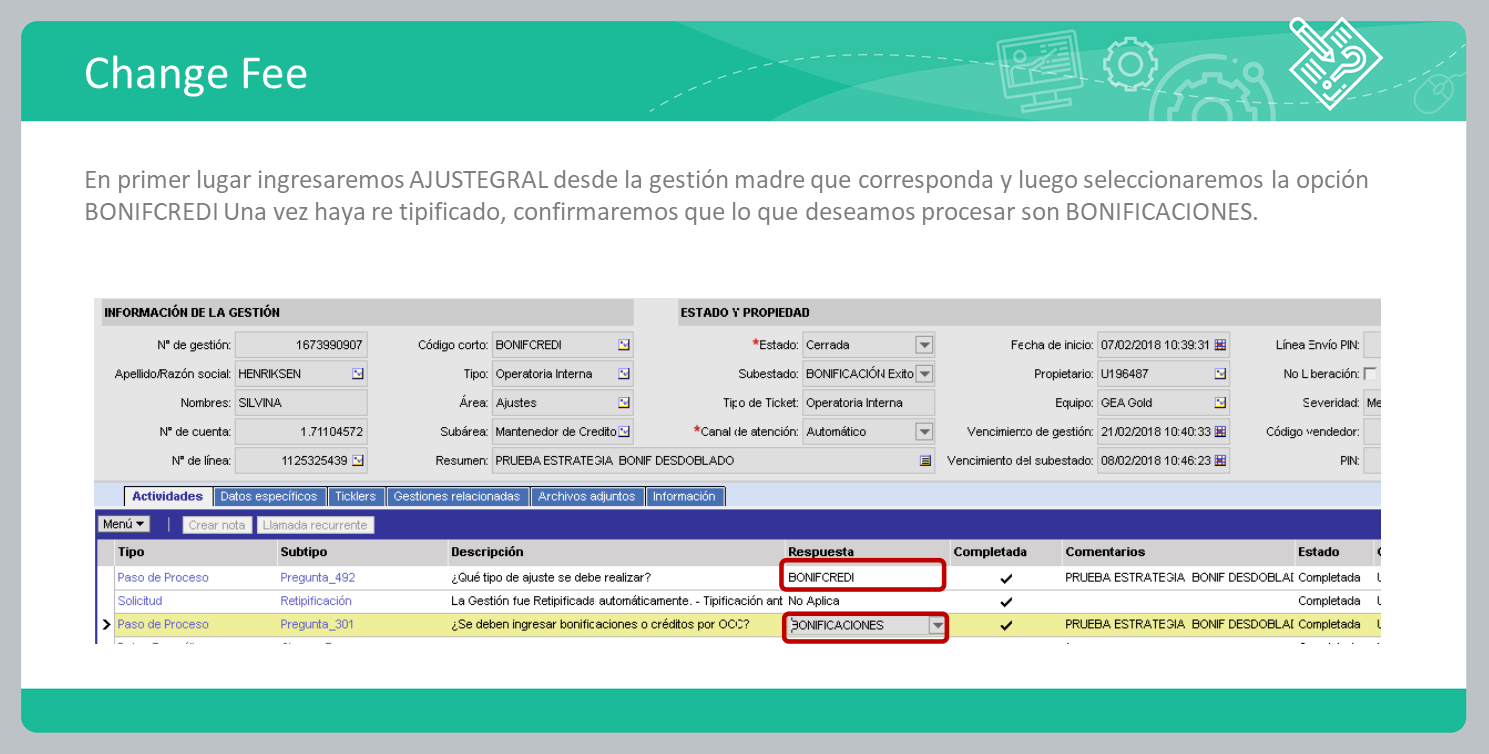 Change Fee
En primer lugar ingresaremos AJUSTEGRAL desde la gestión madre que corresponda y luego seleccionaremos la opción
BONIFCREDI Una vez haya re tipificado, confirmaremos que lo que deseamos procesar son BONIFICACIONES.
INFORMACIÓN DE LA GESTIÓN ESTADO Y PROPIEDAD
N° de gestión: 1673990907 Código corto: BONIFCREDI *Estado: Cerrada Fecha de inicio: 07/02/2018 10:39:31 Línea Envío PIN:
Apellido/Razón social: HENRIKSEN Tipo: Operatoria Interna Subestado: BONIFICACIÓN Exito Propietario: U196487 No Liberación:
Nombres: SILVINA Área: Ajustes Tipo de Ticket: Operatoria Interna Equipo: GEA Gold Severidad: Me
N° de cuenta: 1.71104572 Subárea: Mantenedor de Credito *Canal de atención: Automático Vencimiento de gestión: 21/02/2018 10:40:33 Código vendedor:
N° de línea: 1125325439 Resumen: PRUEBA ESTRATEGIA BONIF DESDOBLADO Vencimiento del subestado: 08/02/2018 10:46:23 PIN:
Actividades Datos específicos Ticklers Gestiones relacionadas Archivos adjuntos Información
Menú Crear nota Llamada recurrente
Tipo Subtipo Descripción Respuesta Completada Comentarios Estado
Paso de Proceso Pregunta_492 ¿Qué tipo de ajuste se debe realizar? BONIFCREDI PRUEBA ESTRATEGIA BONIF DESDOBLAI Completada
Solicitud Retipificación La Gestión fue Retipificada automáticamente. - Tipificación ant No Aplica Completada
Paso de Proceso Pregunta_301 ¿Se deben ingresar bonificaciones o créditos por OCC? BONIFICACIONES PRUEBA ESTRATEGIA BONIF DESDOBLAI Completada